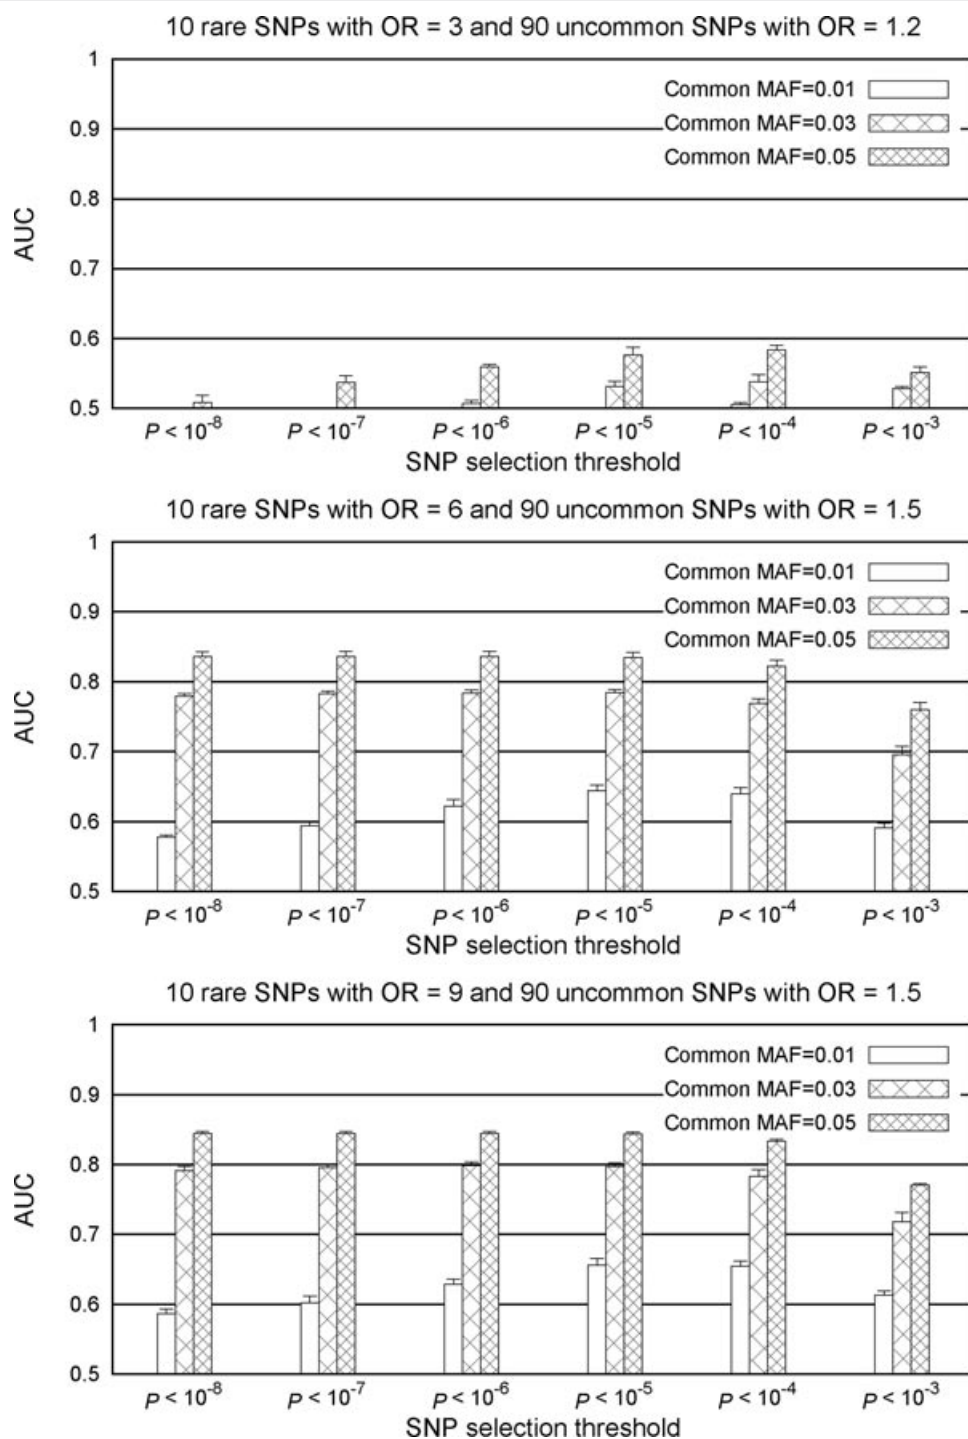 10 rare SNPs with OR = 3 and 90 uncommon SNPs with OR = 1.2
1
Common MAF=0.01
0.9
Common MAF=0.03
Common MAF=0.05
0.8
AUC
0.7
0.6
0.5
P < 10-8 P < 10-7 P < 10-6 P < 10-5 P < 10-4 P < 10-3
SNP selection threshold
10 rare SNPs with OR = 6 and 90 uncommon SNPs with OR = 1.5
1
Common MAF=0.01
0.9
Common MAF=0.03
Common MAF=0.05
0.8
AUC
0.7
0.6
0.5
P < 10-8 P < 10-7 P < 10-6 P < 10-5 P < 10-4 P < 10-3
SNP selection threshold
10 rare SNPs with OR = 9 and 90 uncommon SNPs with OR = 1.5
1
Common MAF=0.01
0.9
Common MAF=0.03
Common MAF=0.05
0.8
AUC
0.7
0.6
0.5
P < 10-8 P < 10-7 P < 10-6 P < 10-5 P < 10-4 P < 10-3
SNP selection threshold